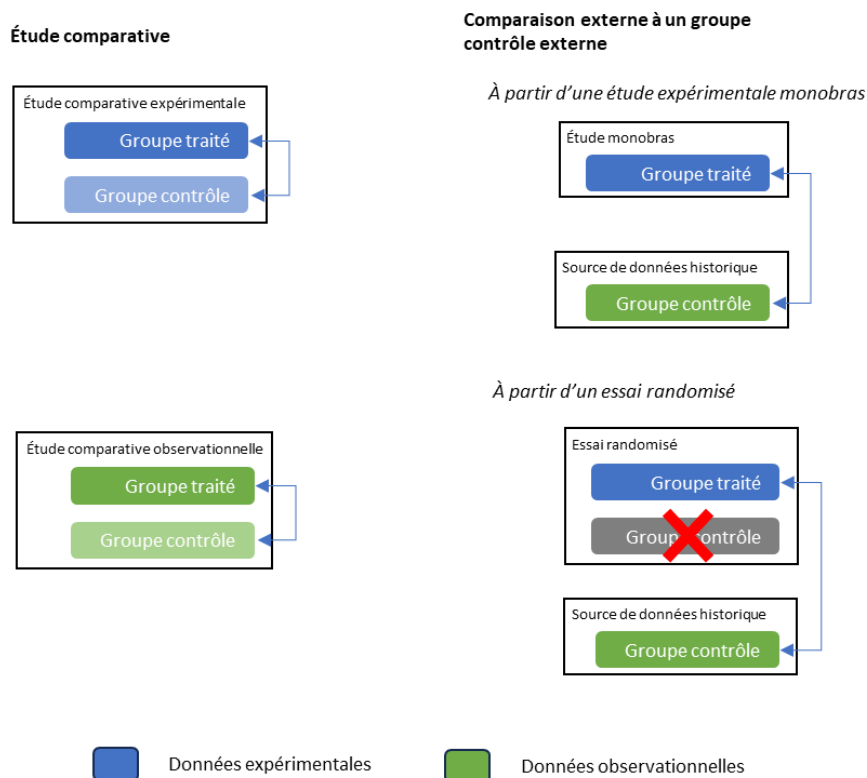 Étude comparative
Étude comparative expérimentale
Groupe traité
Groupe contrôle
Étude comparative observationnelle
Groupe traité
Groupe contrôle
Comparaison externe à un groupe
contrôle externe
À partir d'une étude expérimentale monobras
Étude monobras
Groupe traité
Source de données historique
Groupe contrôle
À partir d'un essai randomisé
Essai randomisé
Groupe traité
Groupe contrôle
Source de données historique
Groupe contrôle
Données expérimentales
Données observationnelles